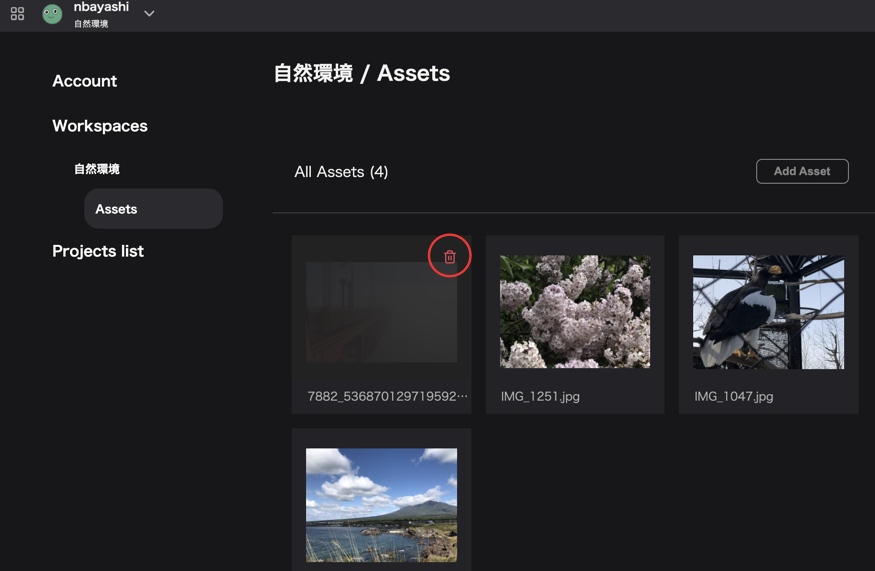 nbayashi
自然環境
Account
Workspaces
自然環境
Assets
Projects list
自然環境 / Assets
All Assets (4)
Add Asset
7882_536870129719592…
IMG_1251.jpg
IMG_1047.jpg